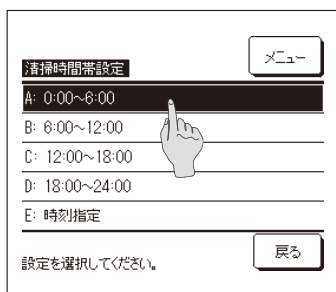 メニュー
清掃時間帯設定
A: 0:00~6:00
B: 6:00~12:00
C: 12:00~18:00
D: 18:00~24:00
E: 時刻指定
設定を選択してください。
戻る